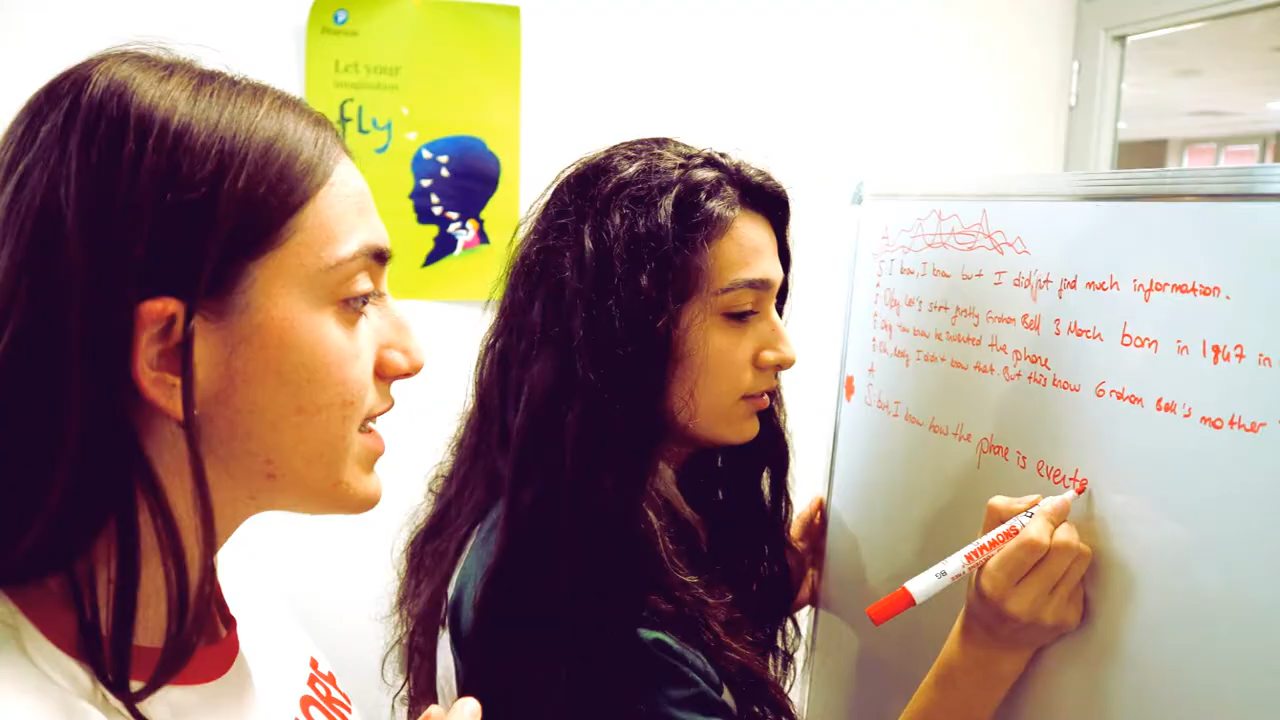 Pearson
Let your
imagination
fly
S: I know, I know but I didn't find much information.
Okay let's start firstly Graham Bell 3 March born in 1847 in
you know he invented the phone
I didn't know that. But this know Graham Bell's mother
A
S: but, I know how the phone is evente
SNOWMAN
BG
ORE